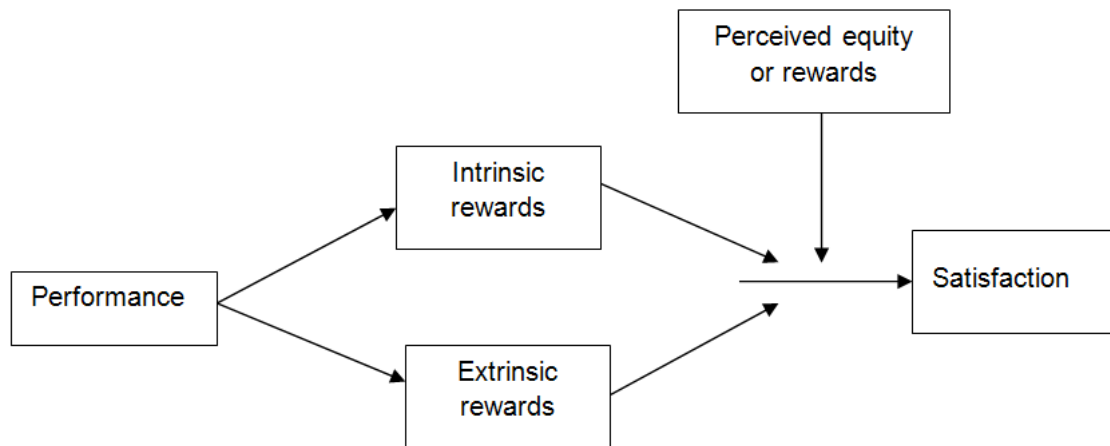 Perceived equity
or rewards
Intrinsic
rewards
Performance
Satisfaction
Extrinsic
rewards